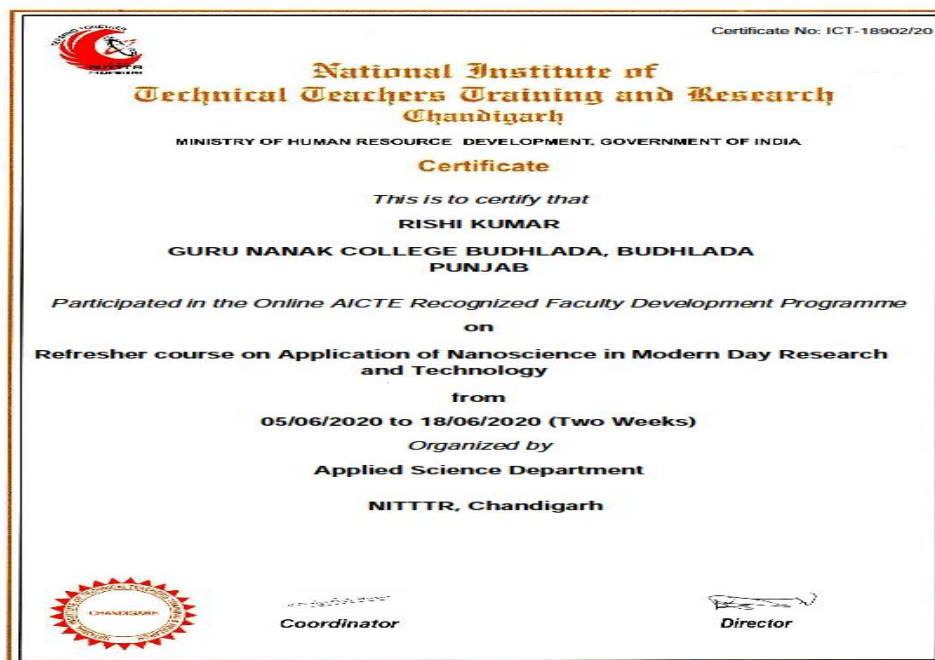 Certificate No: ICT-18902/20
NITTTR
National Institute of
Technical Teachers Training and Research
Chandigarh
MINISTRY OF HUMAN RESOURCE DEVELOPMENT, GOVERNMENT OF INDIA
Certificate
This is to certify that
RISHI KUMAR
GURU NANAK COLLEGE BUDHLADA, BUDHLADA
PUNJAB
Participated in the Online AICTE Recognized Faculty Development Programme
on
Refresher course on Application of Nanoscience in Modern Day Research
and Technology
from
05/06/2020 to 18/06/2020 (Two Weeks)
Organized by
Applied Science Department
NITTTR, Chandigarh
CHANDIGARH
Coordinator
Director